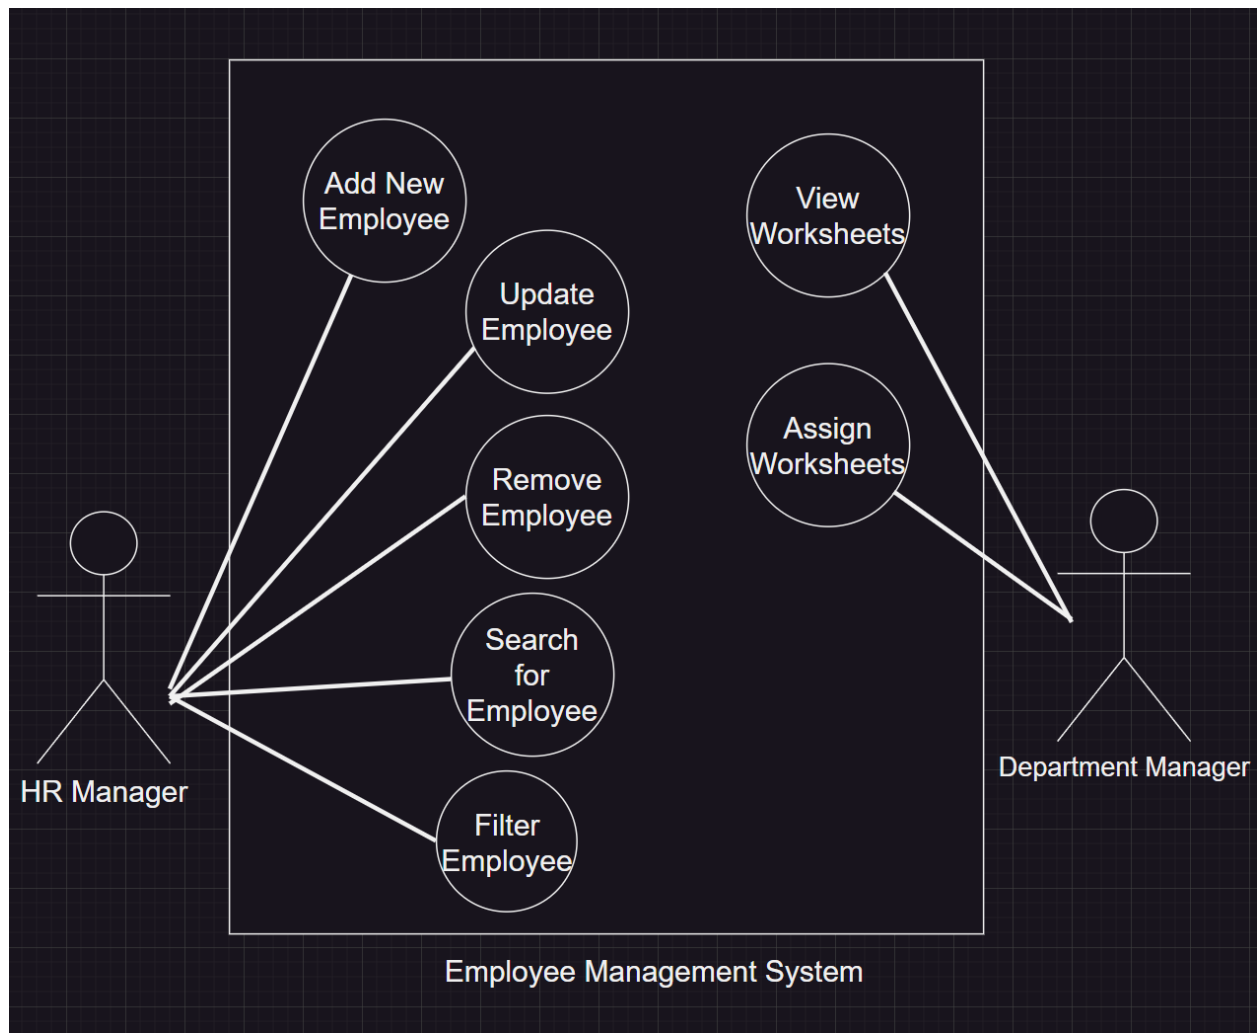 Add New
Employee
Update
Employee
Remove
Employee
Search
for
Employee
Filter
Employee
View
Worksheets
Assign
Worksheets
HR Manager
Department Manager
Employee Management System